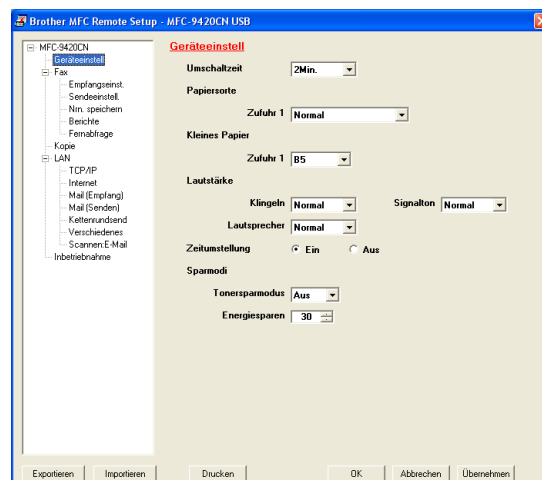 Brother MFC Remote Setup - MFC-9420CN USB
MFC-9420CN
Geräteeinstell
Fax
Empfangseinst.
Sendeeinstell.
Nrn. speichern
Berichte
Fernabfrage
Kopie
LAN
TCP/IP
Internet
Mail (Empfang)
Mail (Senden)
Kettenrundsend
Verschiedenes
Scannen:E-Mail
Inbetriebnahme
Geräteeinstell
Umschaltzeit 2Min.
Papiersorte
Zufuhr 1 Normal
Kleines Papier
Zufuhr 1 B5
Lautstärke
Klingeln Normal Signalton Normal
Lautsprecher Normal
Zeitumstellung Ein Aus
Sparmodi
Tonersparmodus Aus
Energiesparen 30
Exportieren Importieren Drucken OK Abbrechen Übernehmen